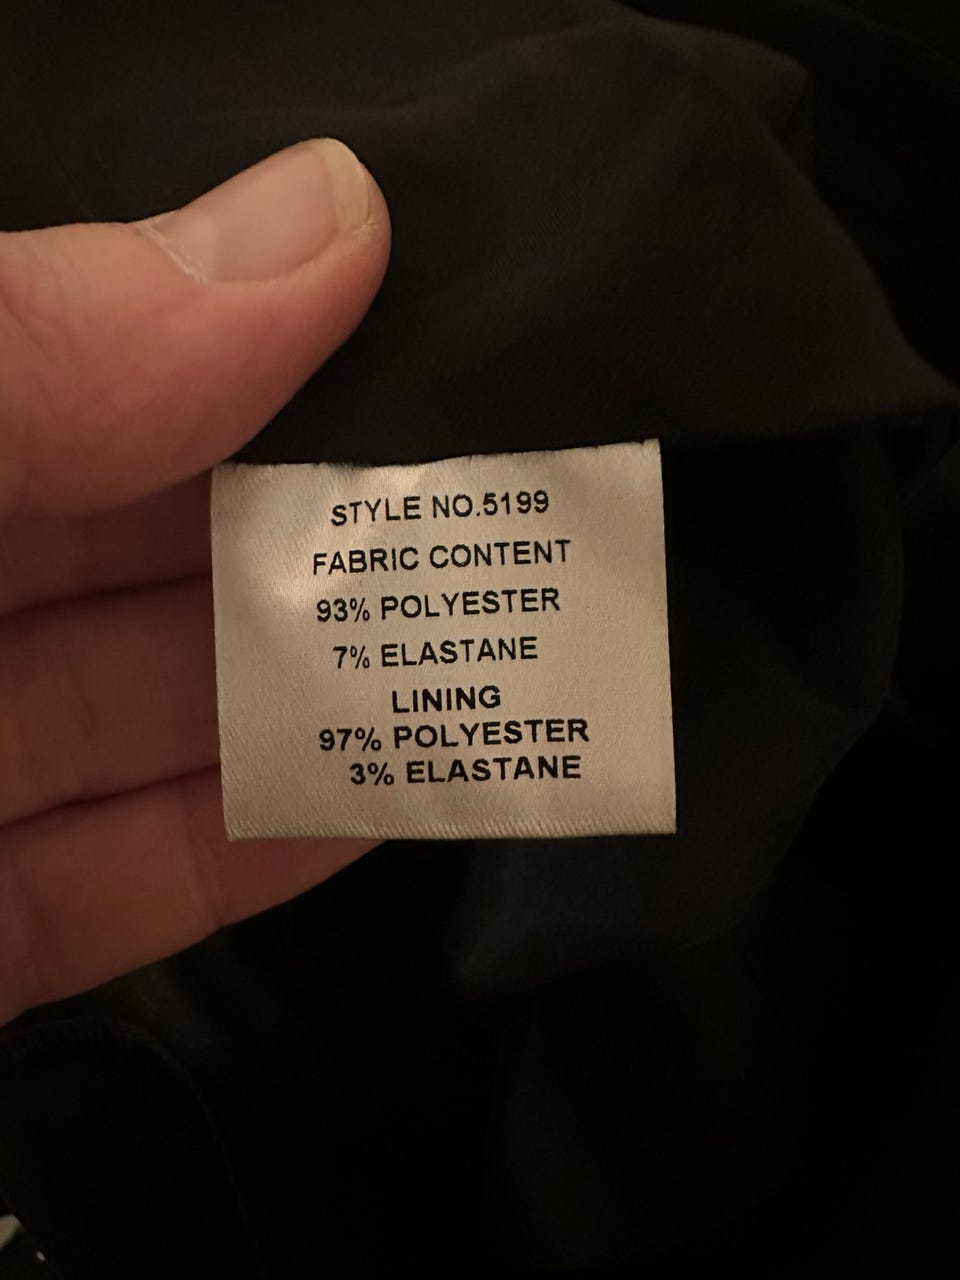 STYLE NO.5199
FABRIC CONTENT
93% POLYESTER
7% ELASTANE
LINING
97% POLYESTER
3% ELASTANE